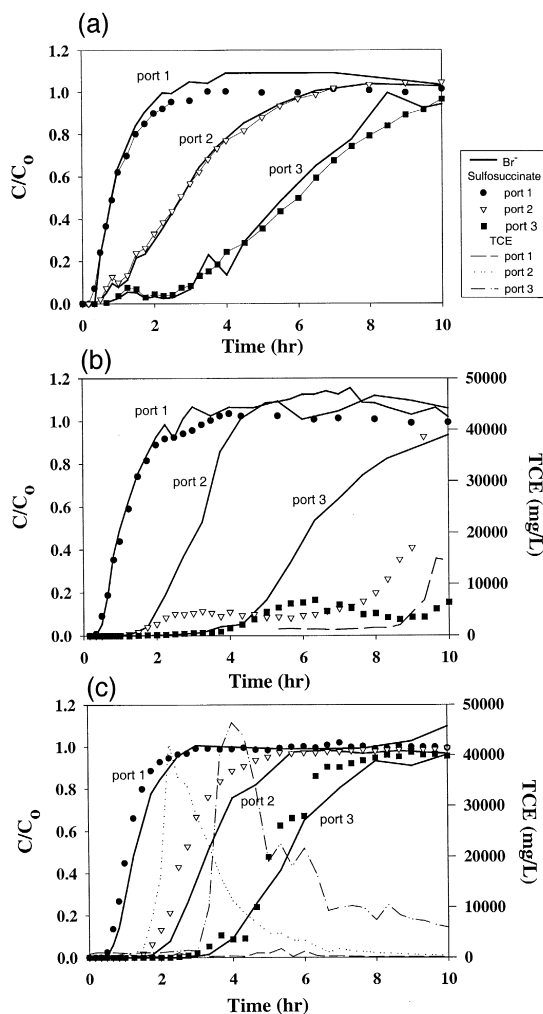 (a)
1.2
1.0
0.8
0.6
0.4
0.2
0.0
C/Co
port 1
port 2
port 3
0 2 4 6 8 10
Time (hr)
Br-
Sulfosuccinate
port 1
port 2
port 3
TCE
port 1
port 2
port 3
(b)
1.2
1.0
0.8
0.6
0.4
0.2
0.0
C/Co
port 1
port 2
port 3
50000
40000
30000
20000
10000
0
TCE (mg/L)
0 2 4 6 8 10
Time (hr)
(c)
1.2
1.0
0.8
0.6
0.4
0.2
0.0
C/Co
port 1
port 2
port 3
50000
40000
30000
20000
10000
0
TCE (mg/L)
0 2 4 6 8 10
Time (hr)